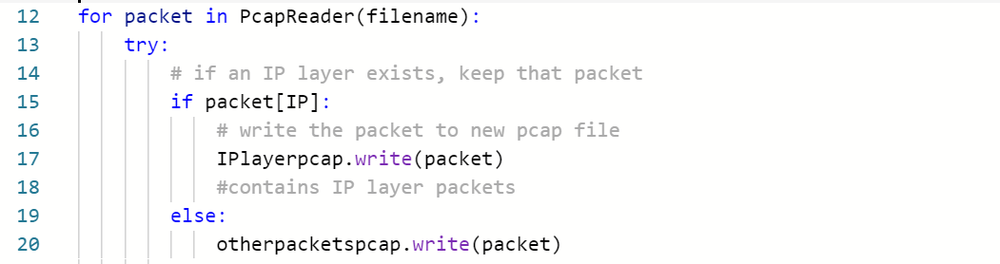 12 for packet in PcapReader(filename):
13 try:
14 # if an IP layer exists, keep that packet
15 if packet[IP]:
16 # write the packet to new pcap file
17 IPlayerpcap.write(packet)
18 #contains IP layer packets
19 else:
20 otherpacketspcap.write(packet)